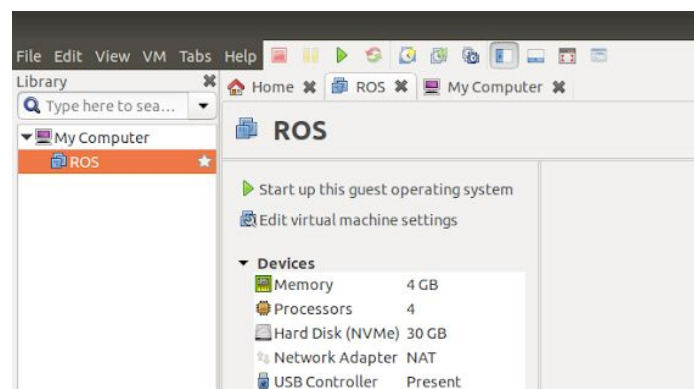 File Edit View VM Tabs Help
Library
Home ROS My Computer
Type here to sea...
My Computer
ROS
ROS
Start up this guest operating system
Edit virtual machine settings
Devices
Memory 4 GB
Processors 4
Hard Disk (NVMe) 30 GB
Network Adapter NAT
USB Controller Present